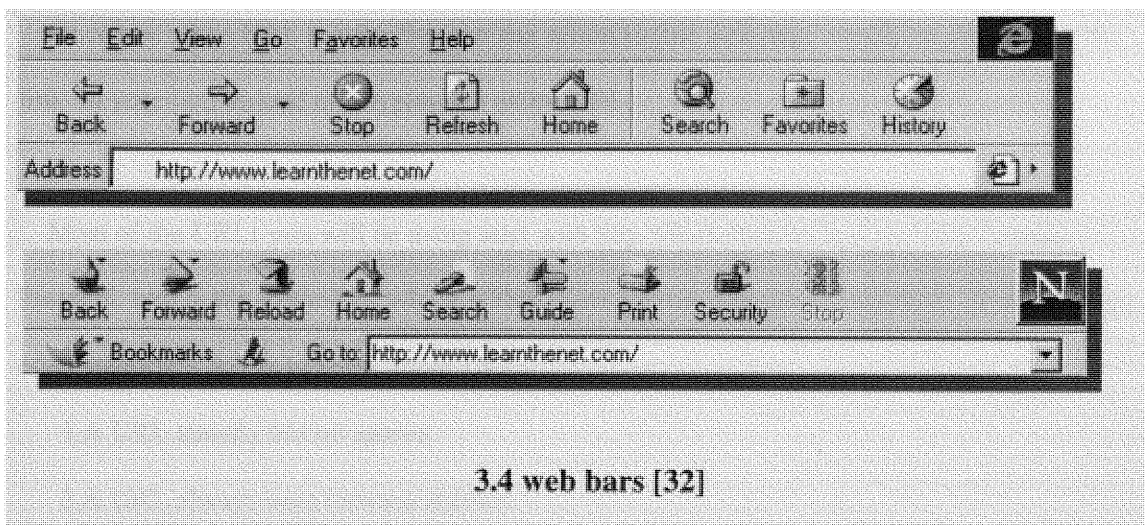 File Edit View Go Favorites Help
Back Forward Stop Refresh Home Search Favorites History
Address http://www.learnthenet.com/
Back Forward Reload Home Search Guide Print Security Stop
N
Bookmarks Go to: http://www.learnthenet.com/
3.4 web bars [32]